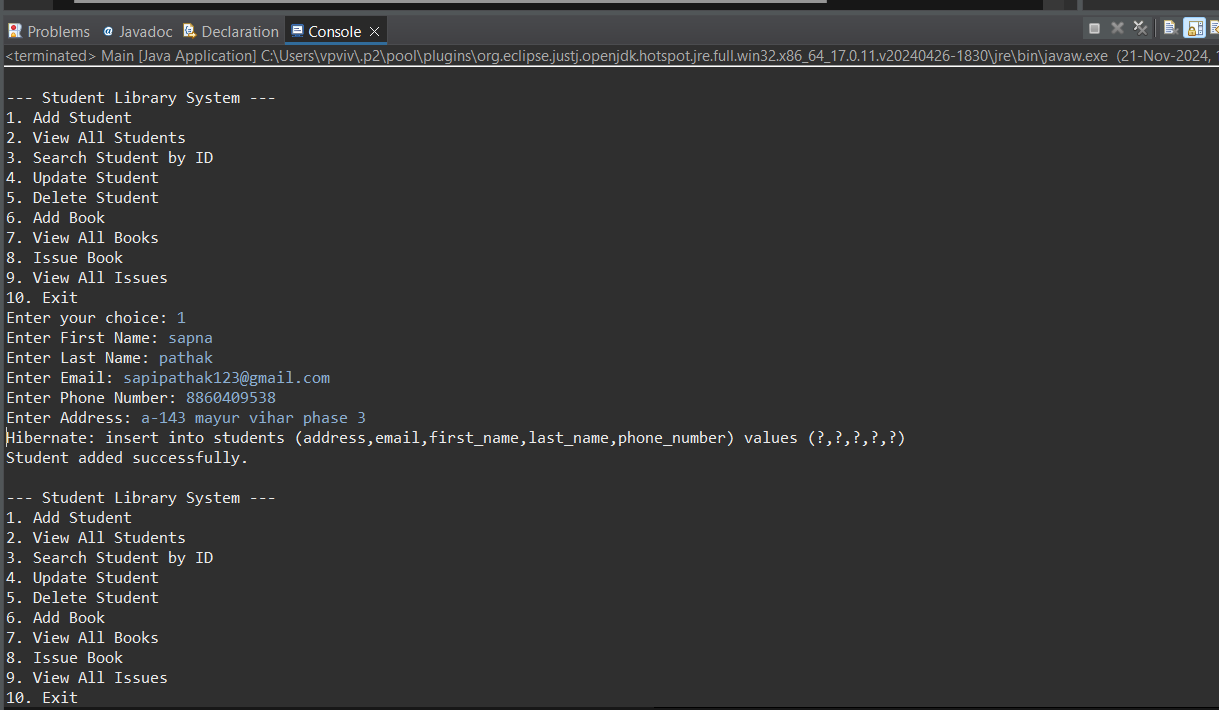 Problems Javadoc Declaration Console
<terminated> Main [Java Application] C:\Users\vpviv\.p2\pool\plugins\org.eclipse.justj.openjdk.hotspot.jre.full.win32.x86_64_17.0.11.v20240426-1830\jre\bin\javaw.exe (21-Nov-2024,
--- Student Library System ---
1. Add Student
2. View All Students
3. Search Student by ID
4. Update Student
5. Delete Student
6. Add Book
7. View All Books
8. Issue Book
9. View All Issues
10. Exit
Enter your choice: 1
Enter First Name: sapna
Enter Last Name: pathak
Enter Email: sapipathak123@gmail.com
Enter Phone Number: 8860409538
Enter Address: a-143 mayur vihar phase 3
Hibernate: insert into students (address,email,first_name,last_name,phone_number) values (?,?,?,?,?)
Student added successfully.
--- Student Library System ---
1. Add Student
2. View All Students
3. Search Student by ID
4. Update Student
5. Delete Student
6. Add Book
7. View All Books
8. Issue Book
9. View All Issues
10. Exit